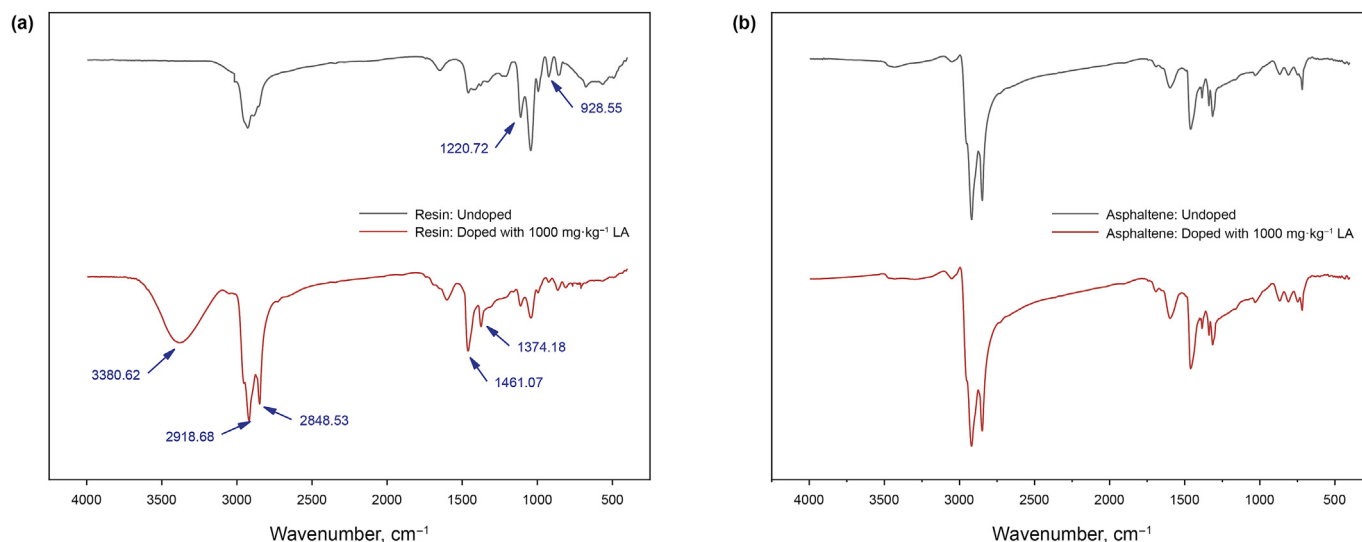 (a)
928.55
1220.72
Resin: Undoped
Resin: Doped with 1000 mg·kg⁻¹ LA
1374.18
3380.62
1461.07
2848.53
2918.68
4000 3500 3000 2500 2000 1500 1000 500
Wavenumber, cm⁻¹
(b)
Asphaltene: Undoped
Asphaltene: Doped with 1000 mg·kg⁻¹ LA
4000 3500 3000 2500 2000 1500 1000 500
Wavenumber, cm⁻¹